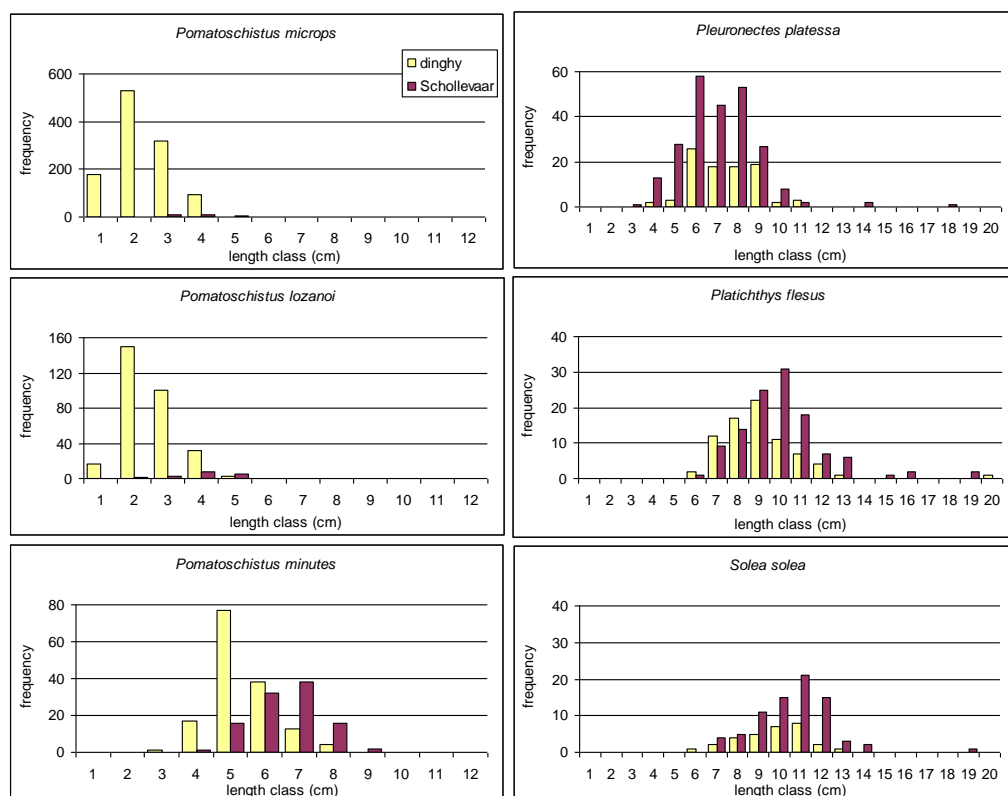 Pomatoschistus microps
dinghy
Schollevaar
frequency
600
400
200
0
1 2 3 4 5 6 7 8 9 10 11 12
length class (cm)
Pleuronectes platessa
frequency
60
40
20
0
1 2 3 4 5 6 7 8 9 10 11 12 13 14 15 16 17 18 19 20
length class (cm)
Pomatoschistus lozanoi
frequency
160
120
80
40
0
1 2 3 4 5 6 7 8 9 10 11 12
length class (cm)
Platichthys flesus
frequency
40
30
20
10
0
1 2 3 4 5 6 7 8 9 10 11 12 13 14 15 16 17 18 19 20
length class (cm)
Pomatoschistus minutes
frequency
80
60
40
20
0
1 2 3 4 5 6 7 8 9 10 11 12
length class (cm)
Solea solea
frequency
40
30
20
10
0
1 2 3 4 5 6 7 8 9 10 11 12 13 14 15 16 17 18 19 20
length class (cm)